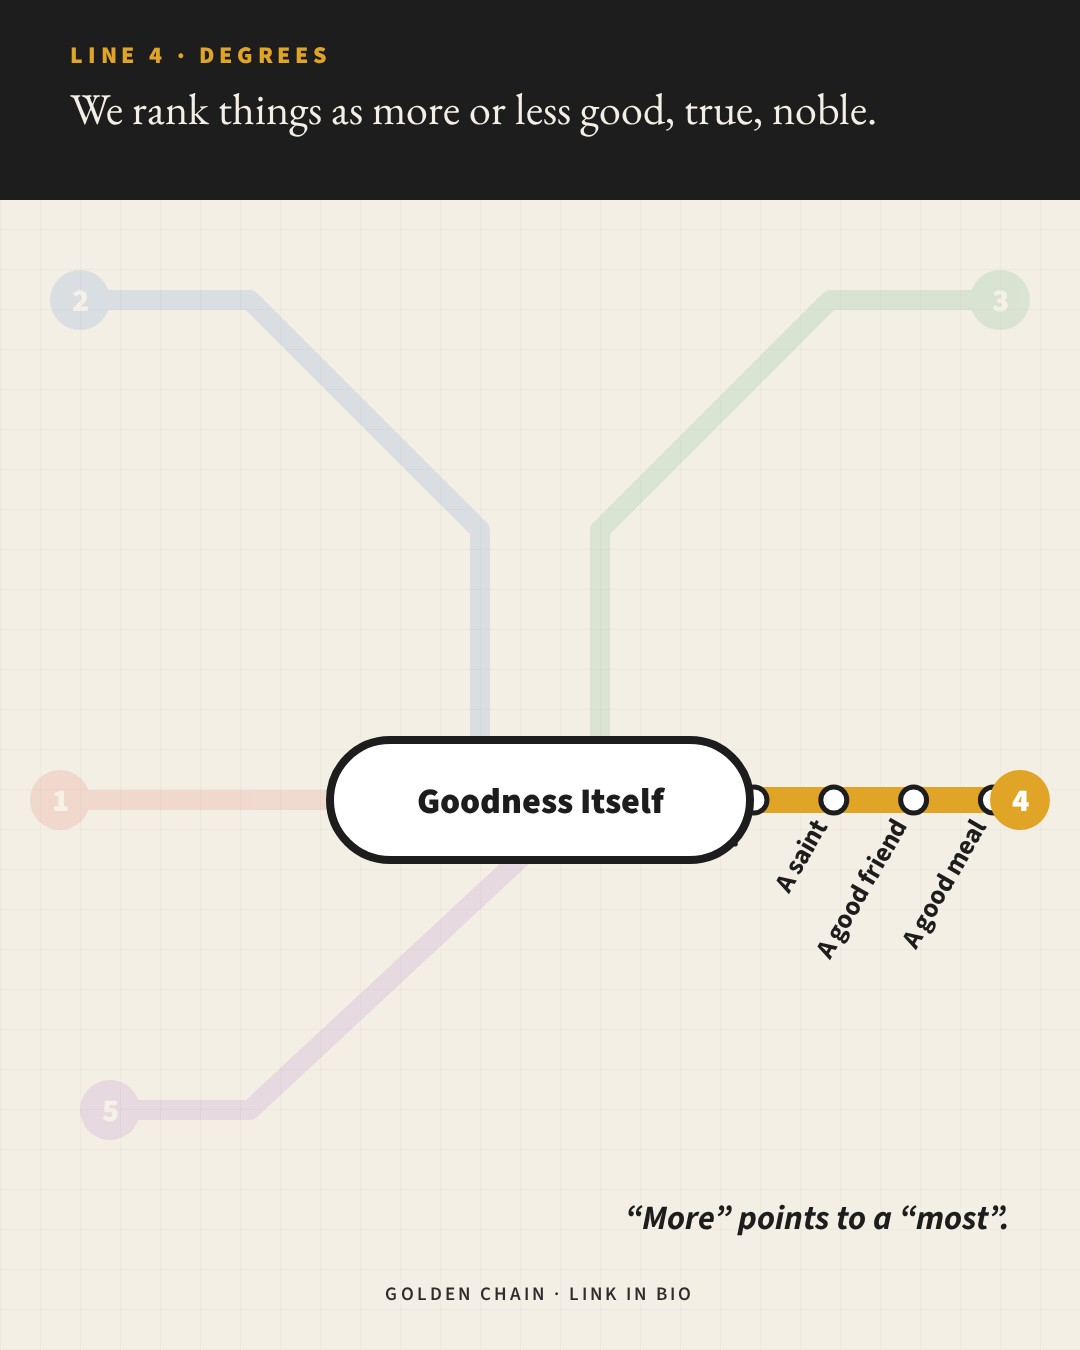 LINE 4 · DEGREES
We rank things as more or less good, true, noble.
2
3
1
Goodness Itself
4
A saint
A good friend
A good meal
5
“More” points to a “most”.
GOLDEN CHAIN · LINK IN BIO